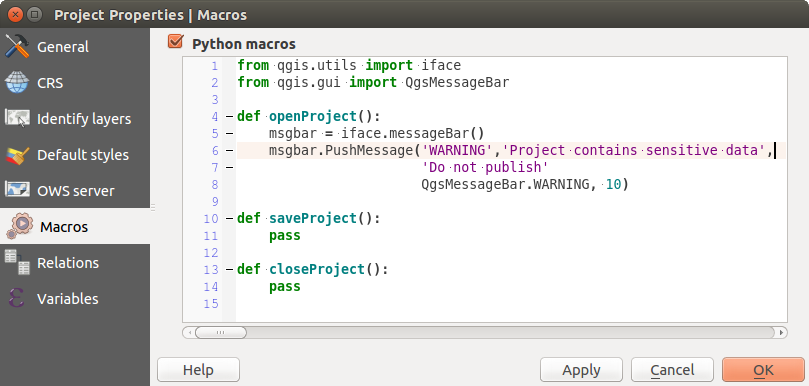 Project Properties | Macros
General
CRS
Identify layers
Default styles
OWS server
Macros
Relations
Variables
Python macros
1 from qgis.utils import iface
2 from qgis.gui import QgsMessageBar
3
4 def openProject():
5     msgbar = iface.messageBar()
6     msgbar.PushMessage('WARNING','Project contains sensitive data',
7                        'Do not publish'
8                        QgsMessageBar.WARNING, 10)
9
10 def saveProject():
11     pass
12
13 def closeProject():
14     pass
15
Help
Apply
Cancel
OK